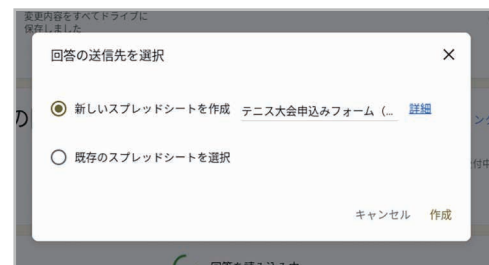 変更内容をすべてドライブに
保存しました
回答の送信先を選択
新しいスプレッドシートを作成 テニス大会申込みフォーム（... 詳細
既存のスプレッドシートを選択
キャンセル 作成